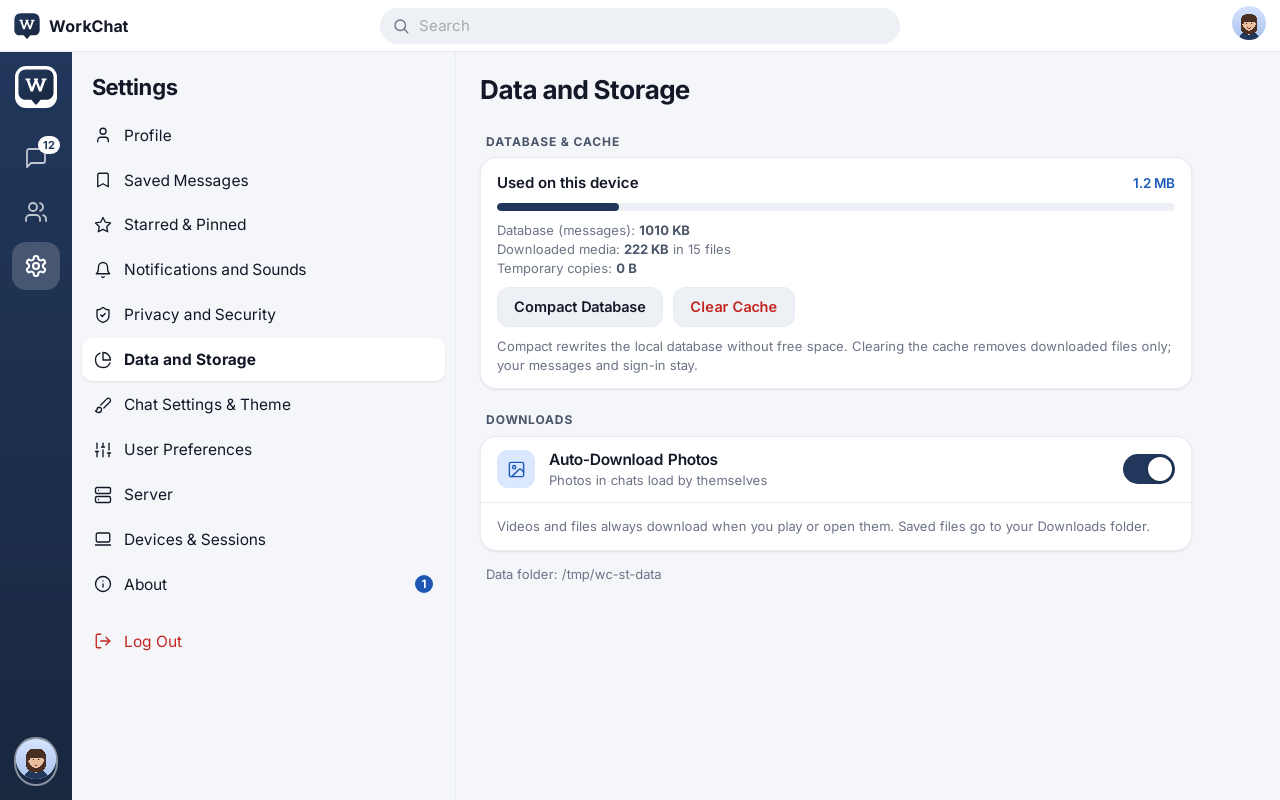 W WorkChat
Search
W
12
Settings
Profile
Saved Messages
Starred & Pinned
Notifications and Sounds
Privacy and Security
Data and Storage
Chat Settings & Theme
User Preferences
Server
Devices & Sessions
About 1
Log Out
Data and Storage
DATABASE & CACHE
Used on this device 1.2 MB
Database (messages): 1010 KB
Downloaded media: 222 KB in 15 files
Temporary copies: 0 B
Compact Database Clear Cache
Compact rewrites the local database without free space. Clearing the cache removes downloaded files only;
your messages and sign-in stay.
DOWNLOADS
Auto-Download Photos
Photos in chats load by themselves
Videos and files always download when you play or open them. Saved files go to your Downloads folder.
Data folder: /tmp/wc-st-data